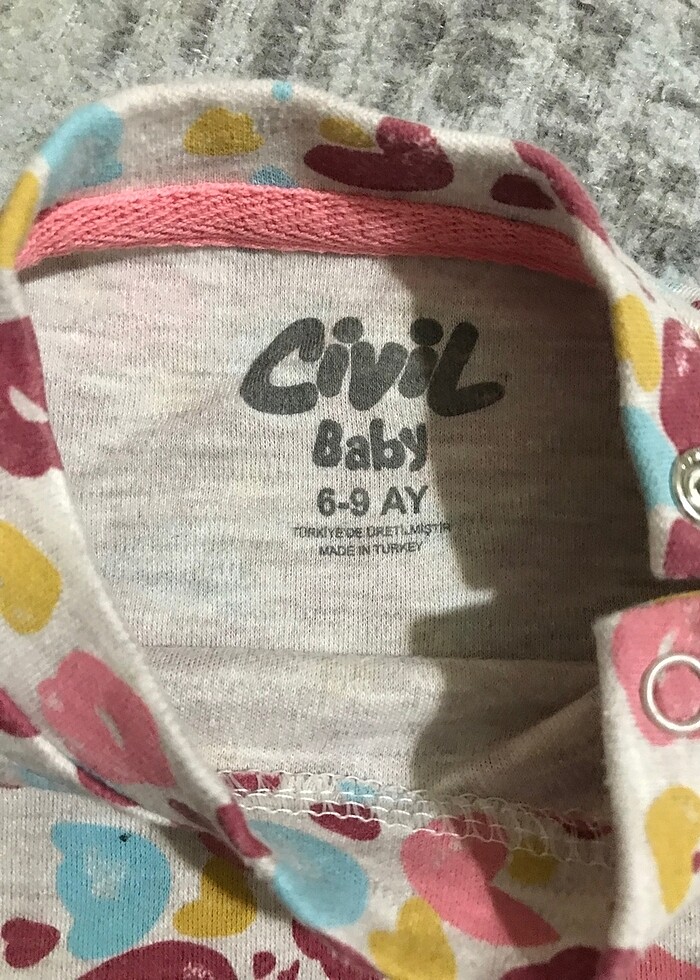 Civil
Baby
6-9 AY
TÜRKİYE'DE ÜRETİLMİŞTİR
MADE IN TURKEY